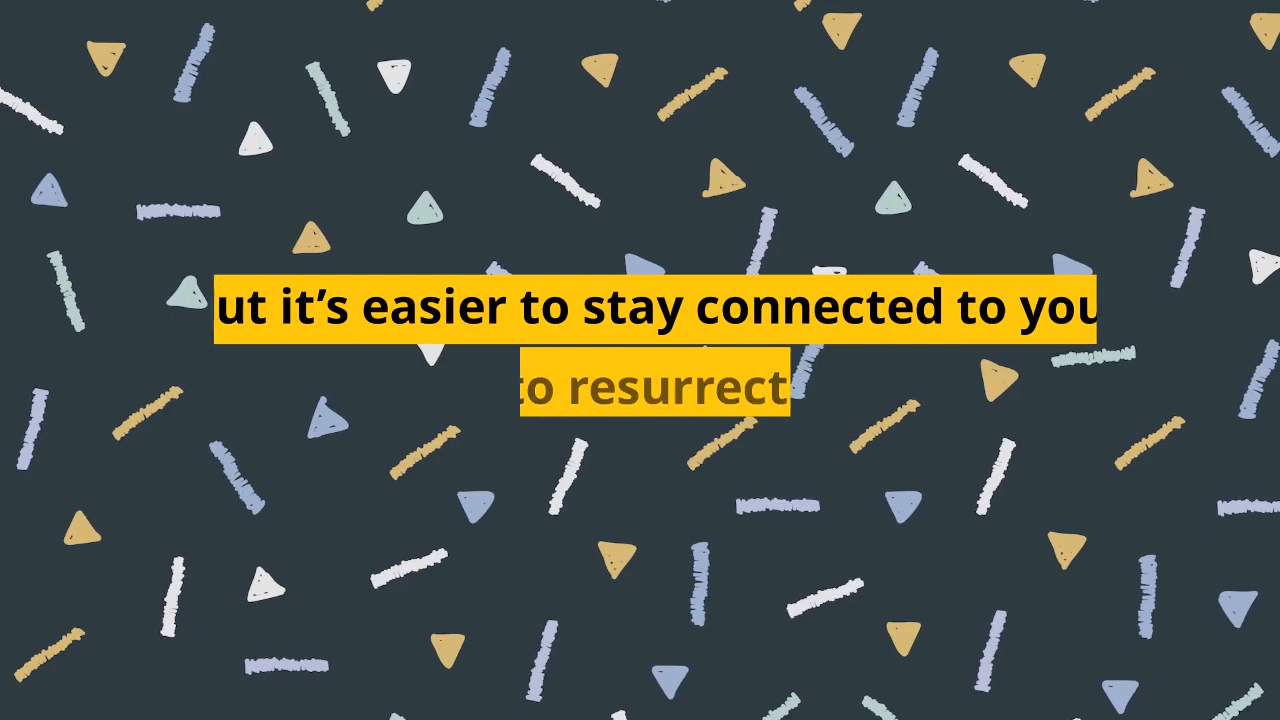 ut it’s easier to stay connected to you
to resurrect